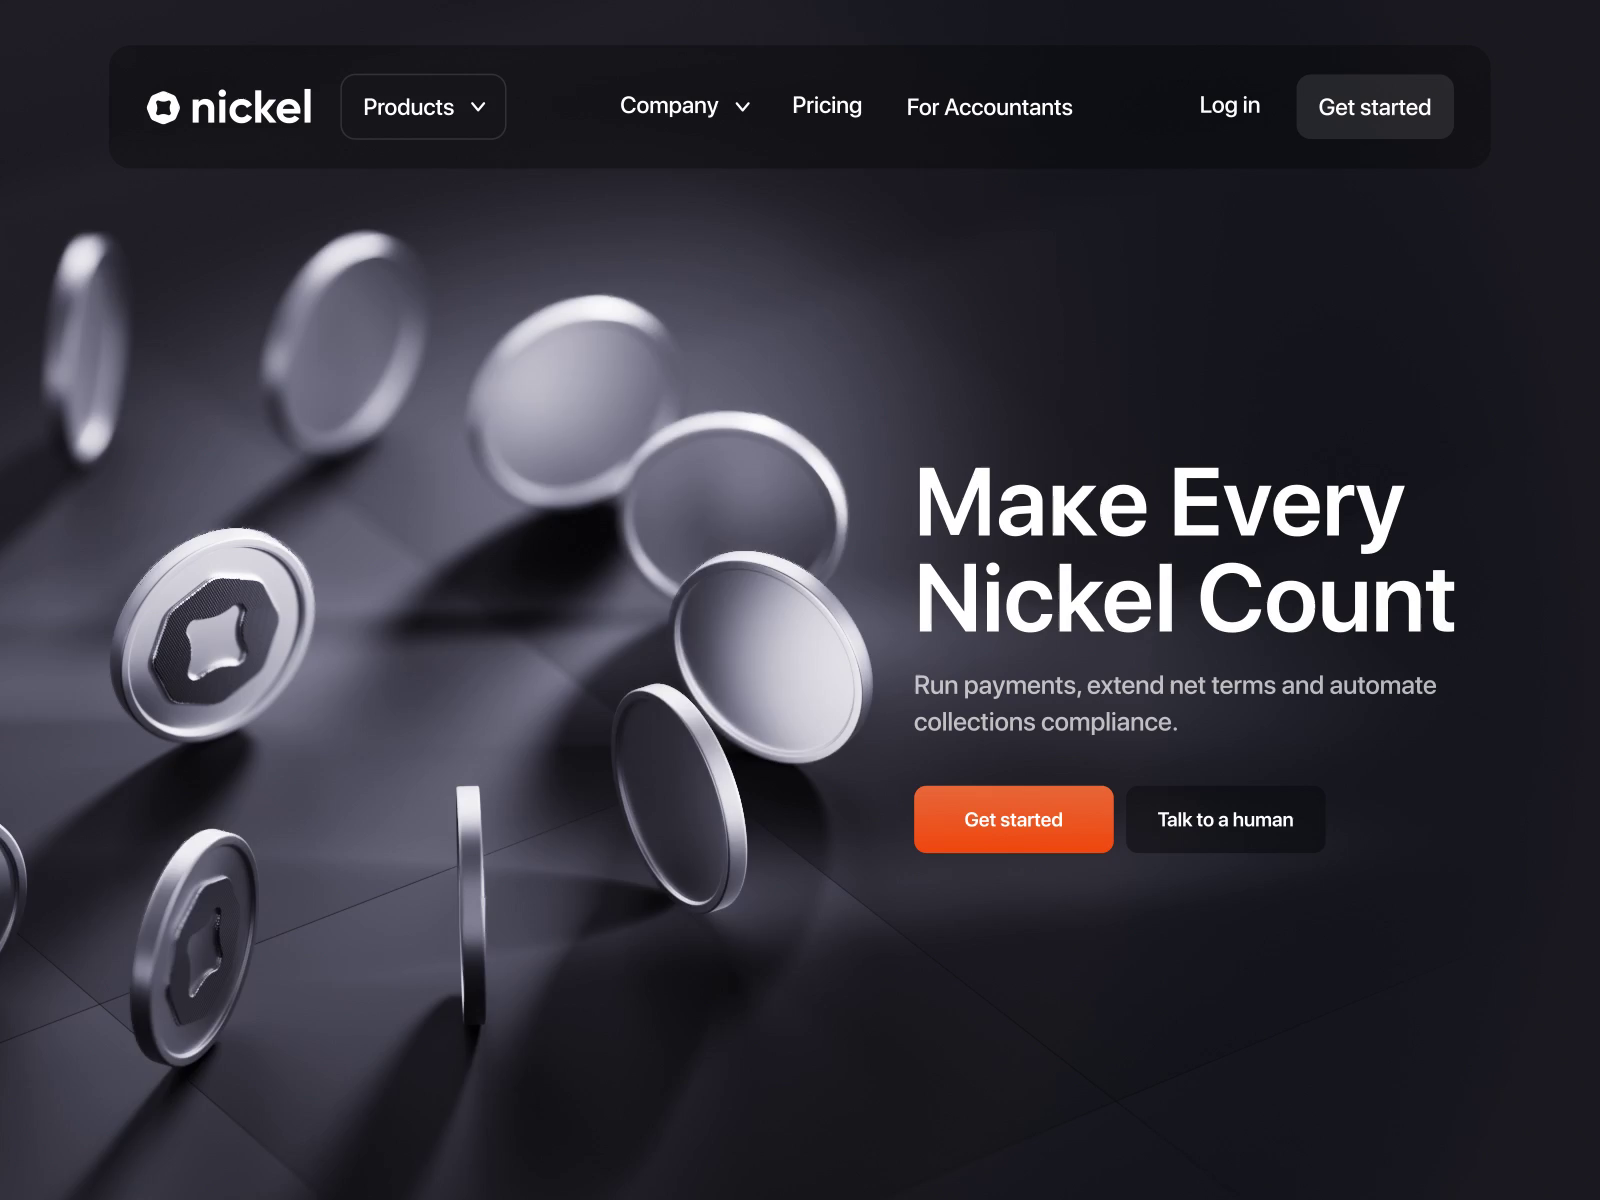 nickel
Products
Company
Pricing
For Accountants
Log in
Get started
Make Every
Nickel Count
Run payments, extend net terms and automate
collections compliance.
Get started
Talk to a human